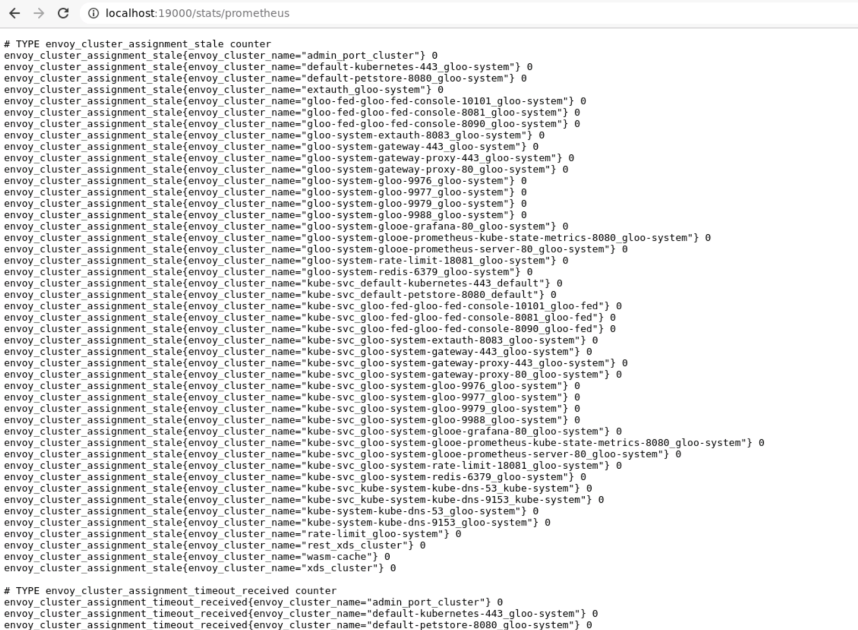 localhost:19000/stats/prometheus
# TYPE envoy_cluster_assignment_stale counter
envoy_cluster_assignment_stale{envoy_cluster_name="admin_port_cluster"} 0
envoy_cluster_assignment_stale{envoy_cluster_name="default-kubernetes-443_gloo-system"} 0
envoy_cluster_assignment_stale{envoy_cluster_name="default-petstore-8080_gloo-system"} 0
envoy_cluster_assignment_stale{envoy_cluster_name="extauth_gloo-system"} 0
envoy_cluster_assignment_stale{envoy_cluster_name="gloo-fed-gloo-fed-console-10101_gloo-system"} 0
envoy_cluster_assignment_stale{envoy_cluster_name="gloo-fed-gloo-fed-console-8081_gloo-system"} 0
envoy_cluster_assignment_stale{envoy_cluster_name="gloo-fed-gloo-fed-console-8090_gloo-system"} 0
envoy_cluster_assignment_stale{envoy_cluster_name="gloo-system-extauth-8083_gloo-system"} 0
envoy_cluster_assignment_stale{envoy_cluster_name="gloo-system-gateway-443_gloo-system"} 0
envoy_cluster_assignment_stale{envoy_cluster_name="gloo-system-gateway-proxy-443_gloo-system"} 0
envoy_cluster_assignment_stale{envoy_cluster_name="gloo-system-gateway-proxy-80_gloo-system"} 0
envoy_cluster_assignment_stale{envoy_cluster_name="gloo-system-gloo-9976_gloo-system"} 0
envoy_cluster_assignment_stale{envoy_cluster_name="gloo-system-gloo-9977_gloo-system"} 0
envoy_cluster_assignment_stale{envoy_cluster_name="gloo-system-gloo-9979_gloo-system"} 0
envoy_cluster_assignment_stale{envoy_cluster_name="gloo-system-gloo-9988_gloo-system"} 0
envoy_cluster_assignment_stale{envoy_cluster_name="gloo-system-glooe-grafana-80_gloo-system"} 0
envoy_cluster_assignment_stale{envoy_cluster_name="gloo-system-glooe-prometheus-kube-state-metrics-8080_gloo-system"} 0
envoy_cluster_assignment_stale{envoy_cluster_name="gloo-system-glooe-prometheus-server-80_gloo-system"} 0
envoy_cluster_assignment_stale{envoy_cluster_name="gloo-system-rate-limit-18081_gloo-system"} 0
envoy_cluster_assignment_stale{envoy_cluster_name="gloo-system-redis-6379_gloo-system"} 0
envoy_cluster_assignment_stale{envoy_cluster_name="kube-svc_default-kubernetes-443_default"} 0
envoy_cluster_assignment_stale{envoy_cluster_name="kube-svc_default-petstore-8080_default"} 0
envoy_cluster_assignment_stale{envoy_cluster_name="kube-svc_gloo-fed-gloo-fed-console-10101_gloo-fed"} 0
envoy_cluster_assignment_stale{envoy_cluster_name="kube-svc_gloo-fed-gloo-fed-console-8081_gloo-fed"} 0
envoy_cluster_assignment_stale{envoy_cluster_name="kube-svc_gloo-fed-gloo-fed-console-8090_gloo-fed"} 0
envoy_cluster_assignment_stale{envoy_cluster_name="kube-svc_gloo-system-extauth-8083_gloo-system"} 0
envoy_cluster_assignment_stale{envoy_cluster_name="kube-svc_gloo-system-gateway-443_gloo-system"} 0
envoy_cluster_assignment_stale{envoy_cluster_name="kube-svc_gloo-system-gateway-proxy-443_gloo-system"} 0
envoy_cluster_assignment_stale{envoy_cluster_name="kube-svc_gloo-system-gateway-proxy-80_gloo-system"} 0
envoy_cluster_assignment_stale{envoy_cluster_name="kube-svc_gloo-system-gloo-9976_gloo-system"} 0
envoy_cluster_assignment_stale{envoy_cluster_name="kube-svc_gloo-system-gloo-9977_gloo-system"} 0
envoy_cluster_assignment_stale{envoy_cluster_name="kube-svc_gloo-system-gloo-9979_gloo-system"} 0
envoy_cluster_assignment_stale{envoy_cluster_name="kube-svc_gloo-system-gloo-9988_gloo-system"} 0
envoy_cluster_assignment_stale{envoy_cluster_name="kube-svc_gloo-system-glooe-grafana-80_gloo-system"} 0
envoy_cluster_assignment_stale{envoy_cluster_name="kube-svc_gloo-system-glooe-prometheus-kube-state-metrics-8080_gloo-system"} 0
envoy_cluster_assignment_stale{envoy_cluster_name="kube-svc_gloo-system-glooe-prometheus-server-80_gloo-system"} 0
envoy_cluster_assignment_stale{envoy_cluster_name="kube-svc_gloo-system-rate-limit-18081_gloo-system"} 0
envoy_cluster_assignment_stale{envoy_cluster_name="kube-svc_gloo-system-redis-6379_gloo-system"} 0
envoy_cluster_assignment_stale{envoy_cluster_name="kube-svc_kube-system-kube-dns-53_kube-system"} 0
envoy_cluster_assignment_stale{envoy_cluster_name="kube-svc_kube-system-kube-dns-9153_kube-system"} 0
envoy_cluster_assignment_stale{envoy_cluster_name="kube-system-kube-dns-53_gloo-system"} 0
envoy_cluster_assignment_stale{envoy_cluster_name="kube-system-kube-dns-9153_gloo-system"} 0
envoy_cluster_assignment_stale{envoy_cluster_name="rate-limit_gloo-system"} 0
envoy_cluster_assignment_stale{envoy_cluster_name="rest_xds_cluster"} 0
envoy_cluster_assignment_stale{envoy_cluster_name="wasm-cache"} 0
envoy_cluster_assignment_stale{envoy_cluster_name="xds_cluster"} 0
# TYPE envoy_cluster_assignment_timeout_received counter
envoy_cluster_assignment_timeout_received{envoy_cluster_name="admin_port_cluster"} 0
envoy_cluster_assignment_timeout_received{envoy_cluster_name="default-kubernetes-443_gloo-system"} 0
envoy_cluster_assignment_timeout_received{envoy_cluster_name="default-petstore-8080_gloo-system"} 0